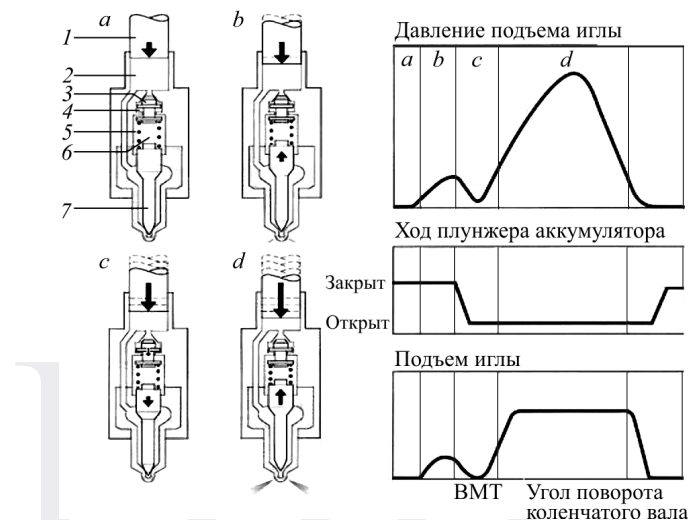 a
b
1
2
3
4
5
6
7
c
d
Давление подъема иглы
a b c d
Ход плунжера аккумулятора
Закрыт
Открыт
Подъем иглы
ВМТ Угол поворота
коленчатого вала